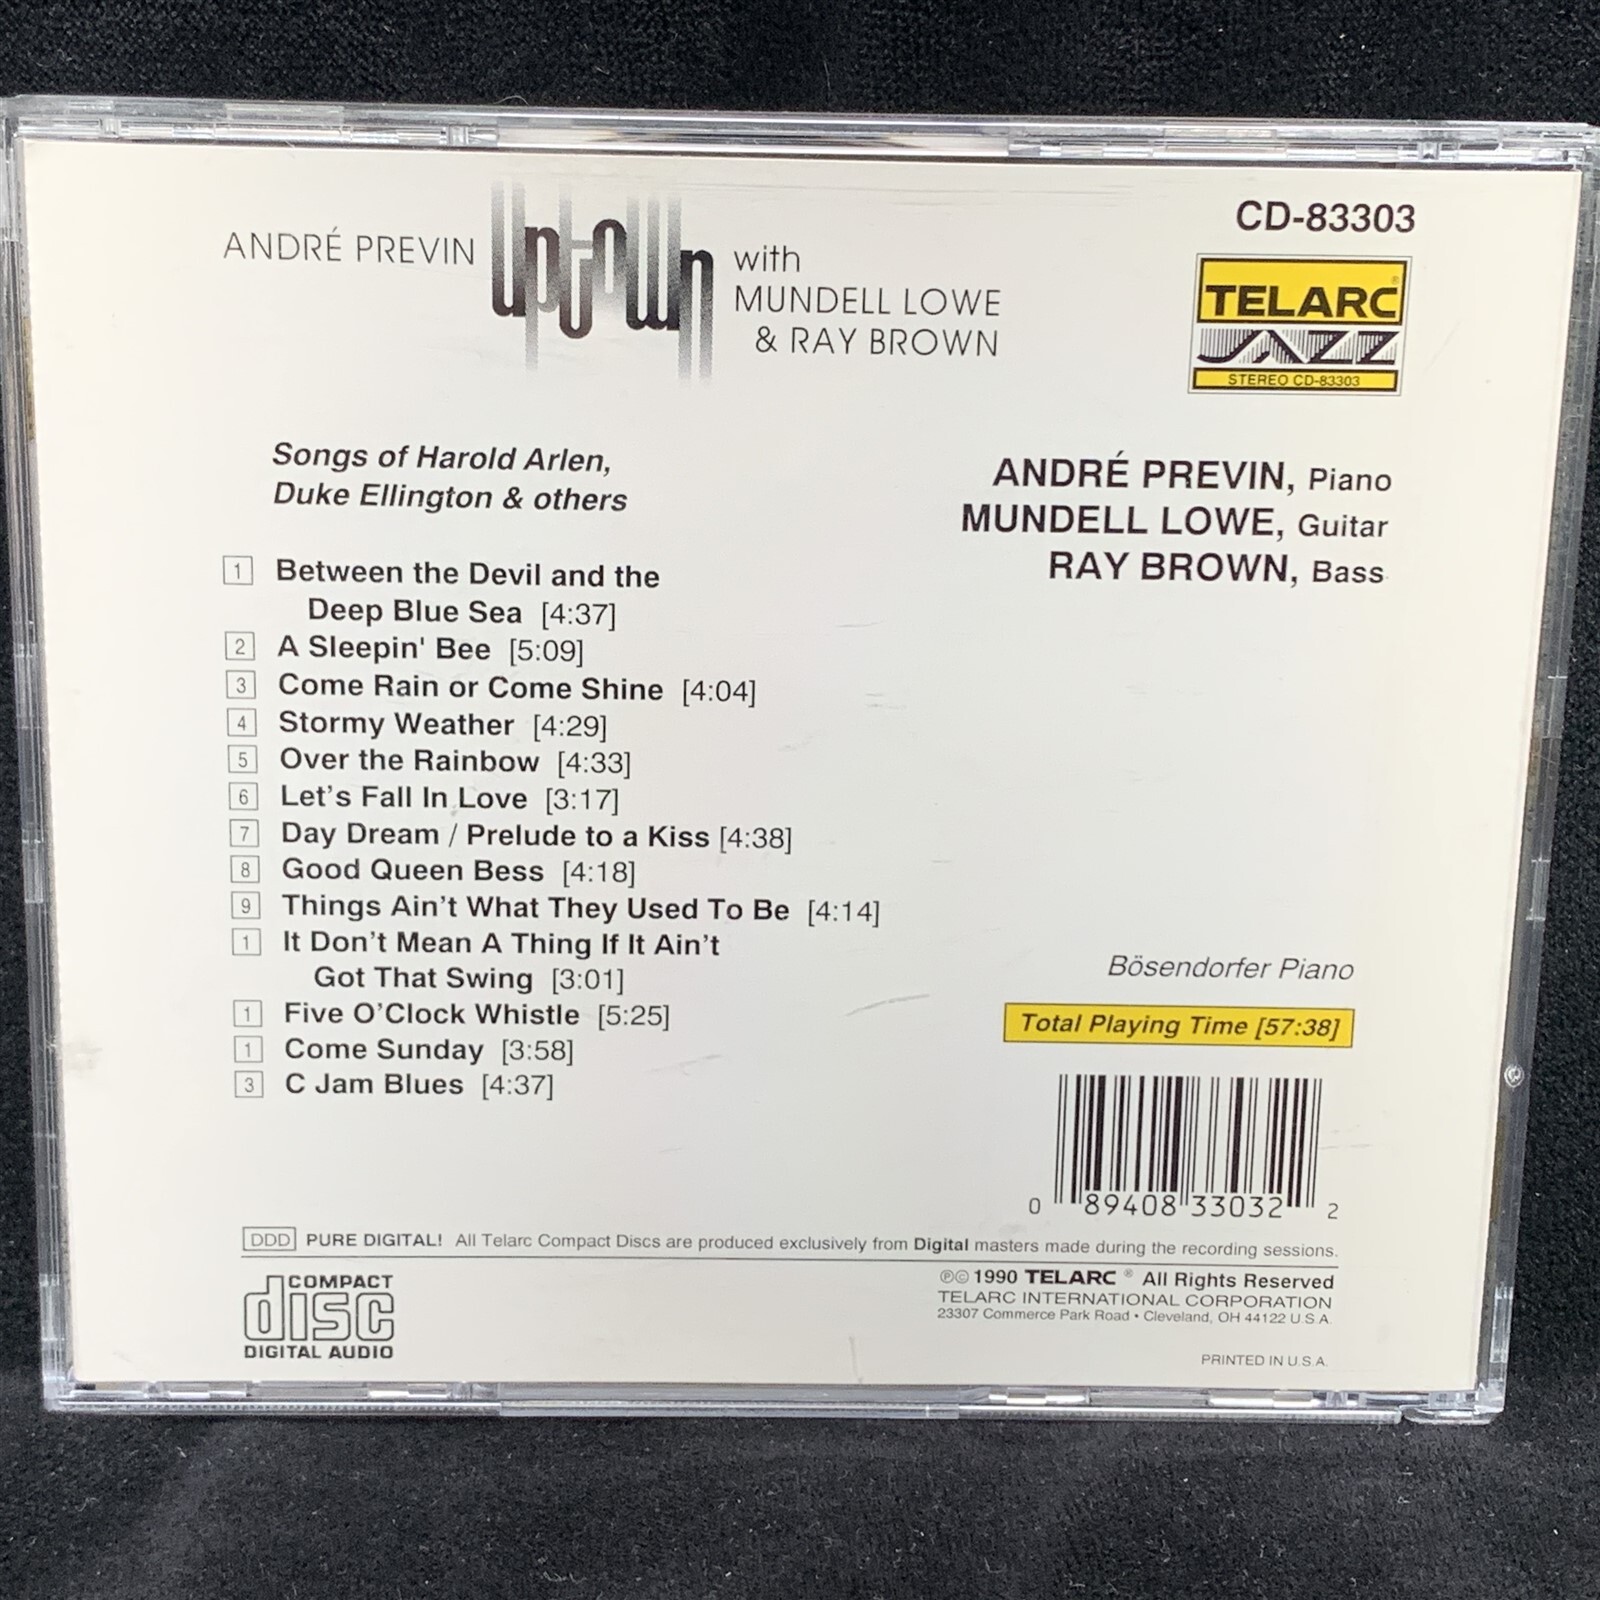 ANDRÉ PREVIN uptown with
MUNDELL LOWE
& RAY BROWN
CD-83303
TELARC®
JAZZ
STEREO CD-83303
Songs of Harold Arlen,
Duke Ellington & others
ANDRÉ PREVIN, Piano
MUNDELL LOWE, Guitar
RAY BROWN, Bass
1 Between the Devil and the
Deep Blue Sea [4:37]
2 A Sleepin' Bee [5:09]
3 Come Rain or Come Shine [4:04]
4 Stormy Weather [4:29]
5 Over the Rainbow [4:33]
6 Let's Fall In Love [3:17]
7 Day Dream / Prelude to a Kiss [4:38]
8 Good Queen Bess [4:18]
9 Things Ain't What They Used To Be [4:14]
1 It Don't Mean A Thing If It Ain't
Got That Swing [3:01]
1 Five O'Clock Whistle [5:25]
1 Come Sunday [3:58]
3 C Jam Blues [4:37]
Bösendorfer Piano
Total Playing Time [57:38]
0 89408 33032 2
DDD PURE DIGITAL! All Telarc Compact Discs are produced exclusively from Digital masters made during the recording sessions.
COMPACT
disc
DIGITAL AUDIO
℗© 1990 TELARC® All Rights Reserved
TELARC INTERNATIONAL CORPORATION
23307 Commerce Park Road • Cleveland, OH 44122 U.S.A.
PRINTED IN U.S.A.